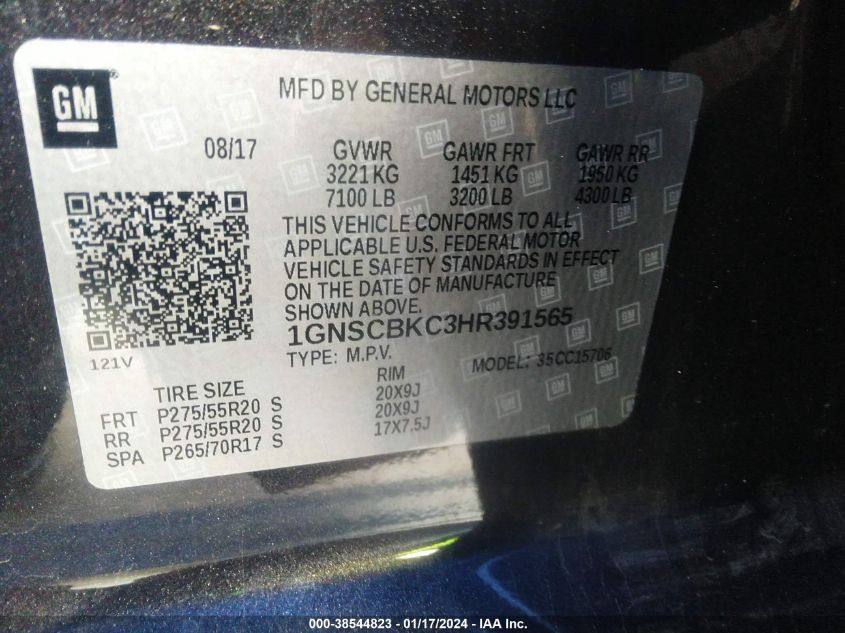 GM ®
MFD BY GENERAL MOTORS LLC
08/17 GVWR GAWR FRT GAWR RR
3221 KG 1451 KG 1950 KG
7100 LB 3200 LB 4300 LB
THIS VEHICLE CONFORMS TO ALL
APPLICABLE U.S. FEDERAL MOTOR
VEHICLE SAFETY STANDARDS IN EFFECT
ON THE DATE OF MANUFACTURE
SHOWN ABOVE.
1GNSCBKC3HR391565
121V
TYPE: M.P.V. MODEL: 35CC15706
TIRE SIZE RIM
FRT P275/55R20 S 20X9J
RR P275/55R20 S 20X9J
SPA P265/70R17 S 17X7.5J
000-38544823 - 01/17/2024 - IAA Inc.